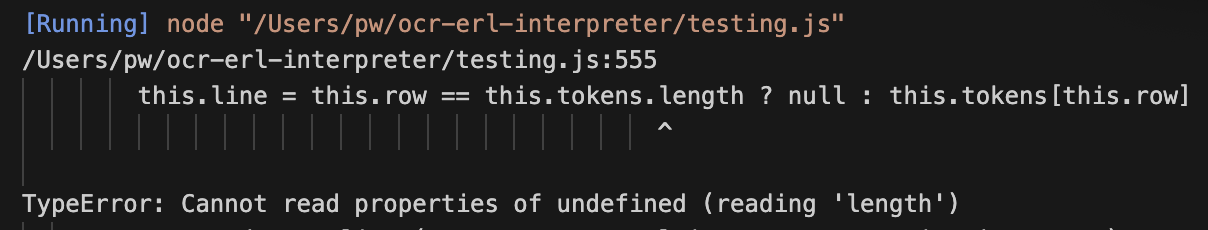 [Running] node "/Users/pw/ocr-erl-interpreter/testing.js"
/Users/pw/ocr-erl-interpreter/testing.js:555
this.line = this.row == this.tokens.length ? null : this.tokens[this.row]
^
TypeError: Cannot read properties of undefined (reading 'length')